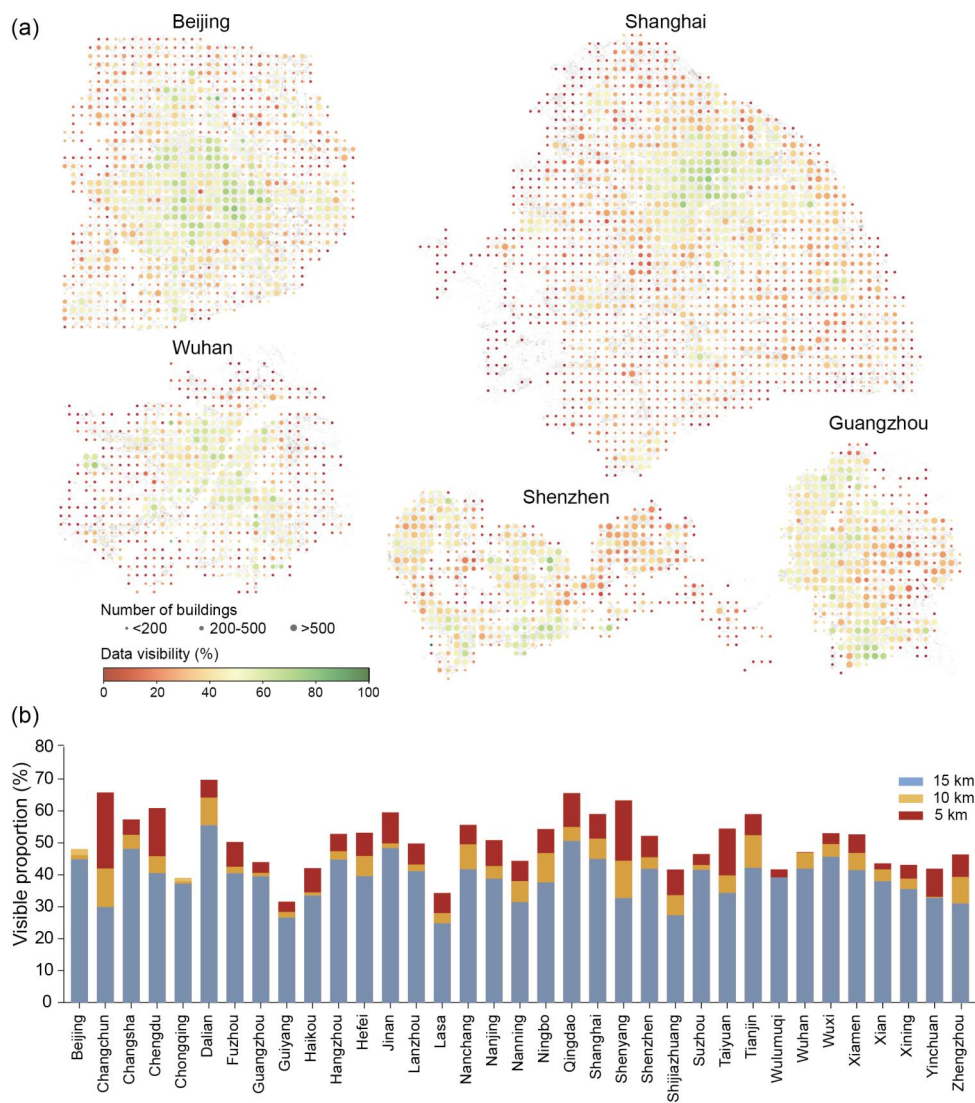 (a)
Beijing
Shanghai
Wuhan
Guangzhou
Shenzhen
Number of buildings
<200 200-500 >500
Data visibility (%)
0 20 40 60 80 100
(b)
Visible proportion (%)
80
70
60
50
40
30
20
10
0
15 km
10 km
5 km
Beijing
Changchun
Changsha
Chengdu
Chongqing
Dalian
Fuzhou
Guangzhou
Guiyang
Haikou
Hangzhou
Hefei
Jinan
Lanzhou
Lasa
Nanchang
Nanjing
Nanning
Ningbo
Qingdao
Shanghai
Shenyang
Shenzhen
Shijiazhuang
Suzhou
Taiyuan
Tianjin
Wulumuqi
Wuhan
Wuxi
Xiamen
Xian
Xining
Yinchuan
Zhengzhou